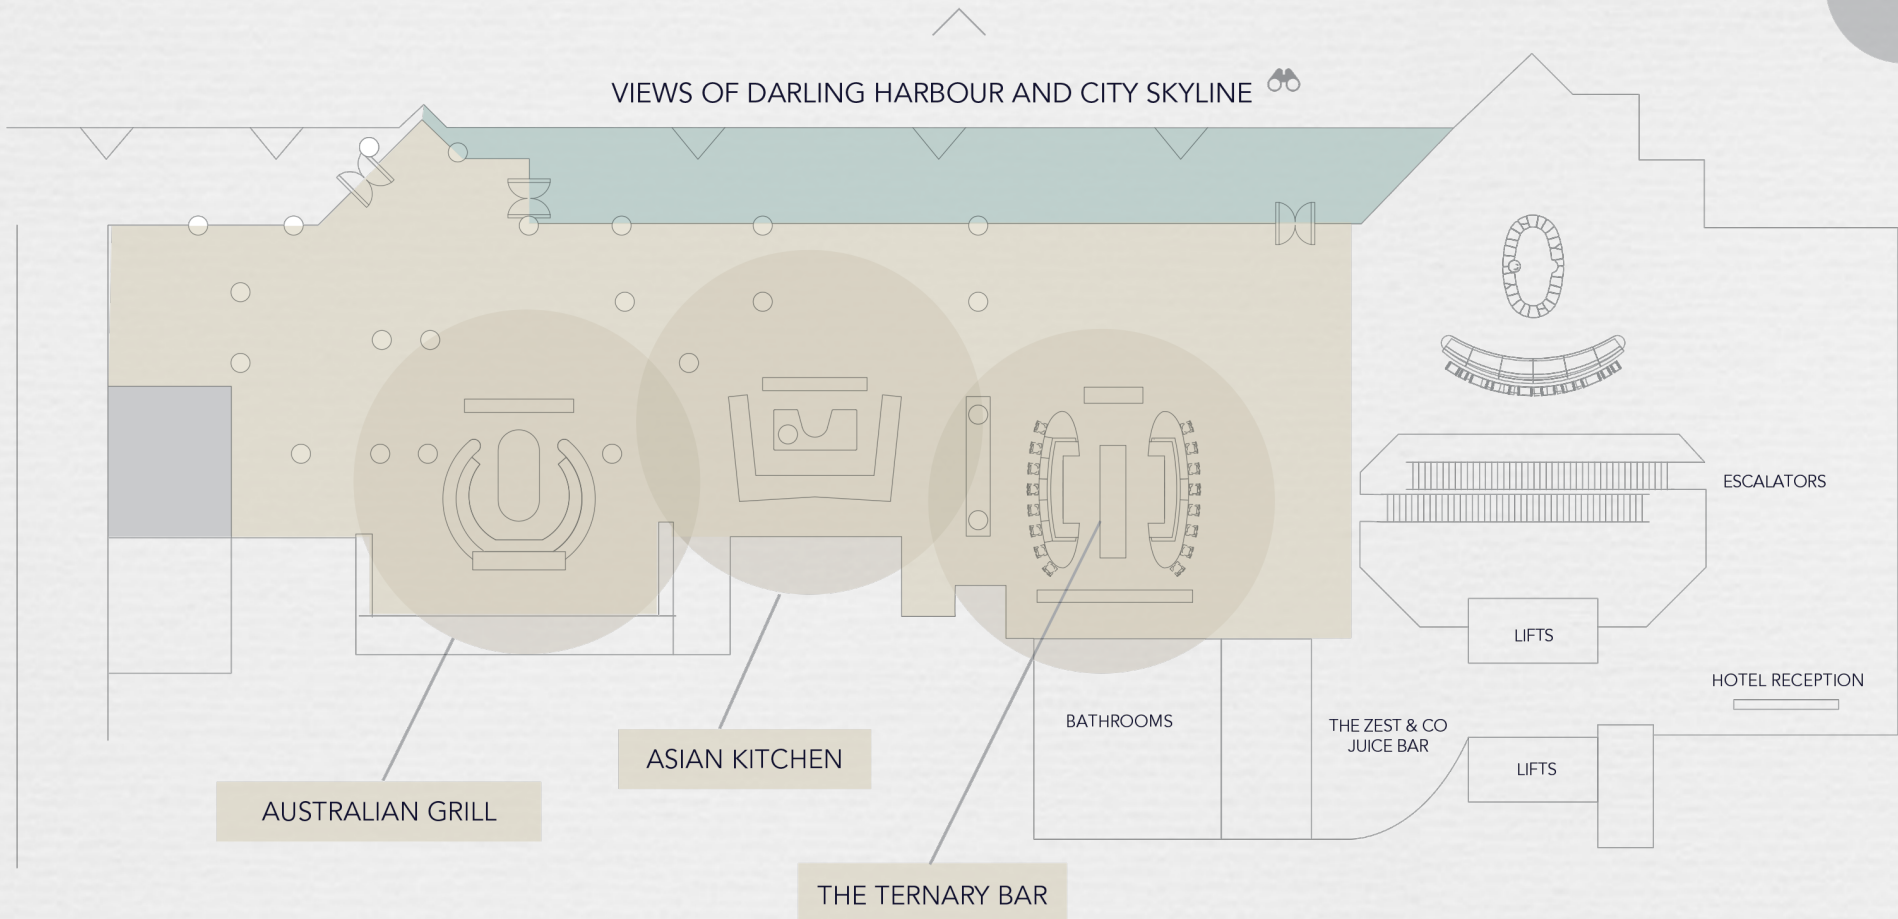 VIEWS OF DARLING HARBOUR AND CITY SKYLINE
ESCALATORS
LIFTS
HOTEL RECEPTION
BATHROOMS
THE ZEST & CO
JUICE BAR
LIFTS
ASIAN KITCHEN
AUSTRALIAN GRILL
THE TERNARY BAR